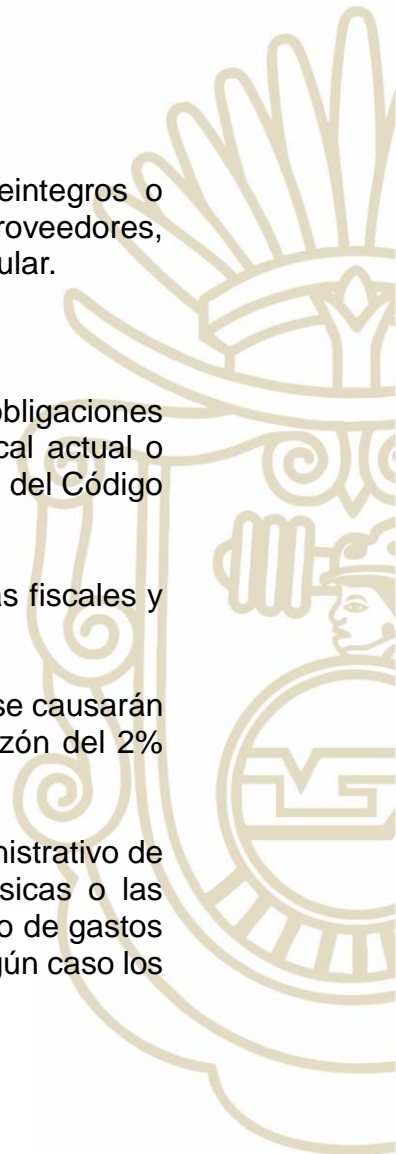 eintegros o
roveedores,
ular.
obligaciones
cal actual o
del Código
as fiscales y
se causarán
zón del 2%
nistrativo de
sicas o las
o de gastos
gún caso los